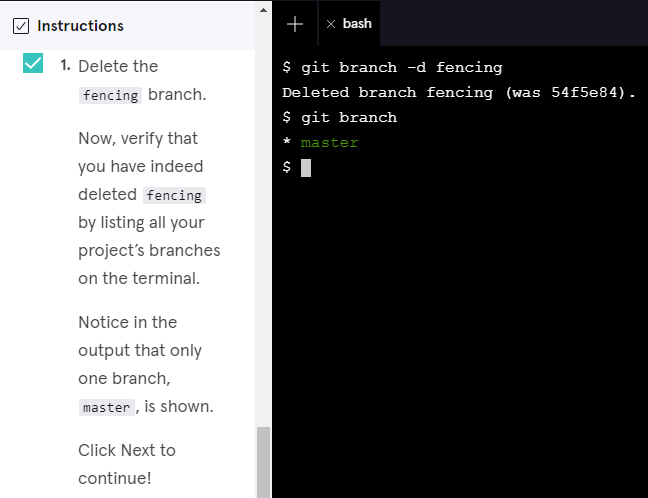 Instructions
1. Delete the
fencing branch.
Now, verify that
you have indeed
deleted fencing
by listing all your
project's branches
on the terminal.
Notice in the
output that only
one branch,
master , is shown.
Click Next to
continue!
bash
$ git branch -d fencing
Deleted branch fencing (was 54f5e84).
$ git branch
* master
$